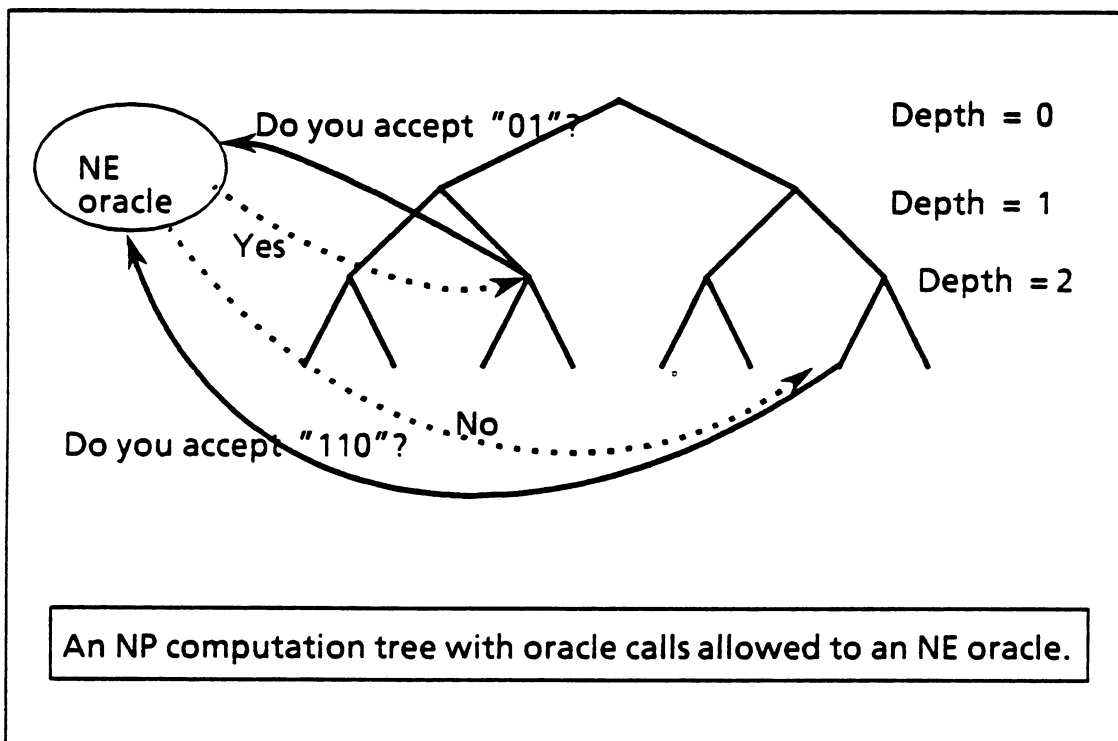 Do you accept "01"?
Depth = 0
NE
oracle
Depth = 1
Yes
Depth = 2
No
Do you accept "110"?
An NP computation tree with oracle calls allowed to an NE oracle.